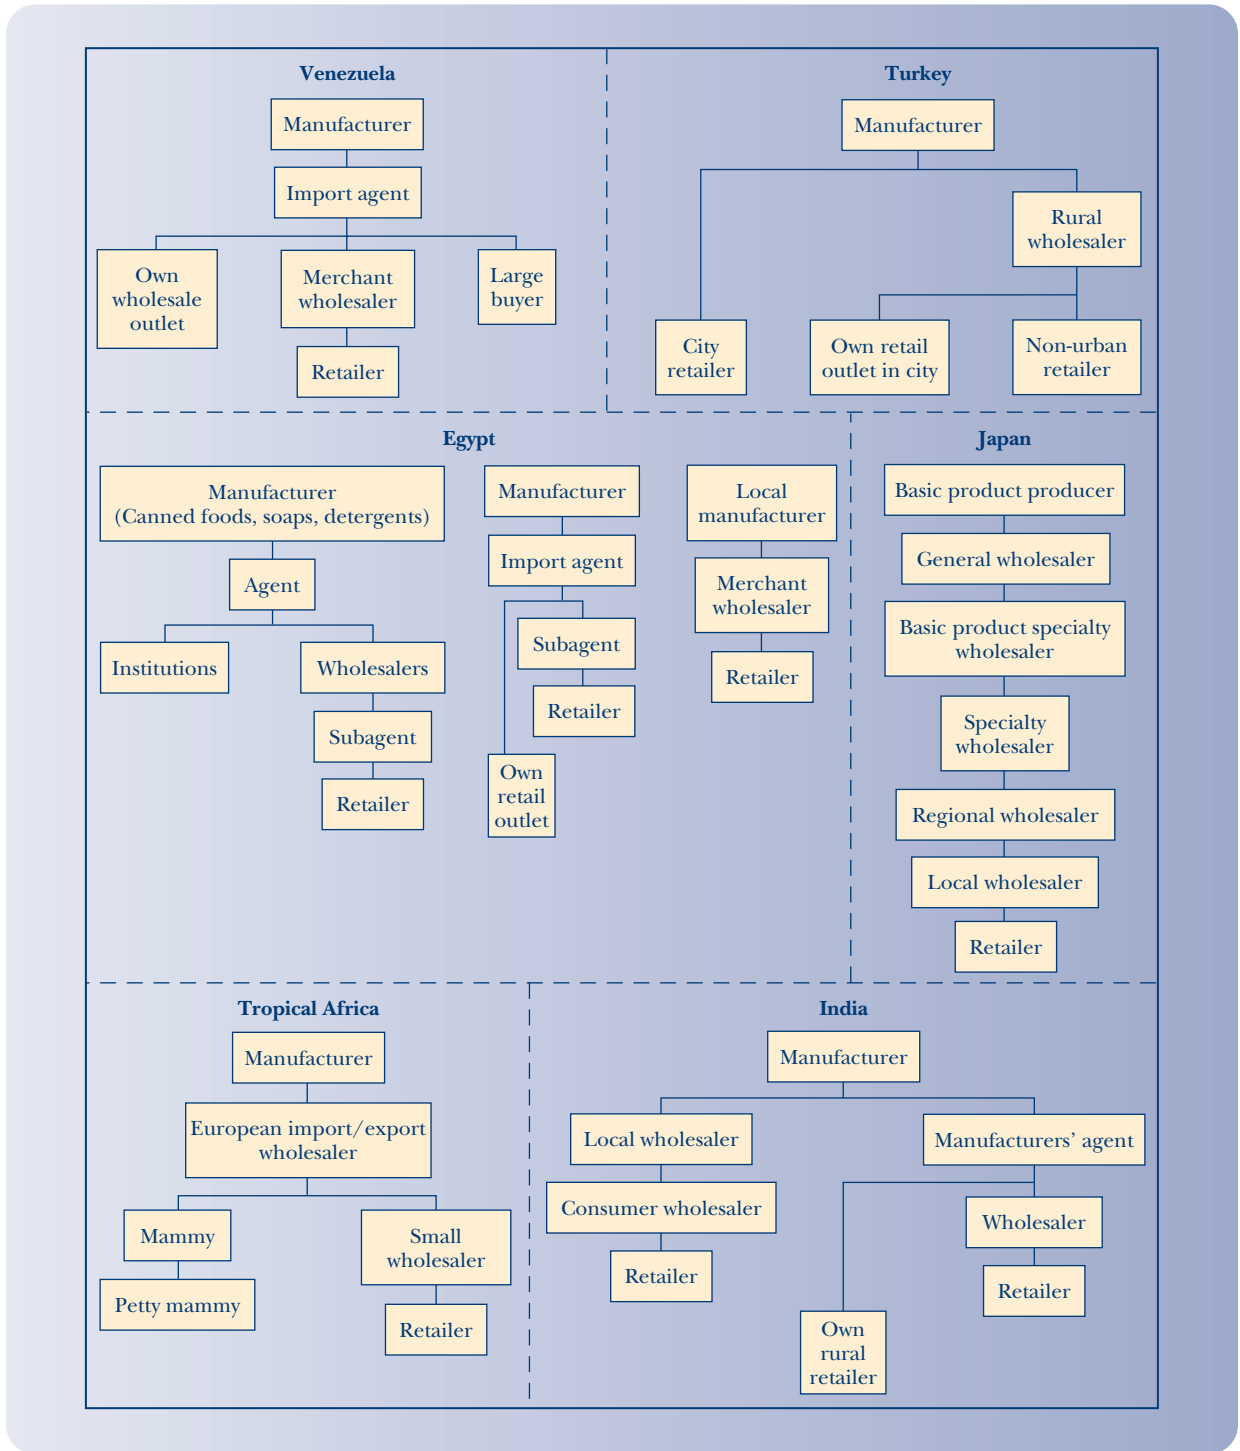 Venezuela
Manufacturer
Import agent
Own
wholesale
outlet
Merchant
wholesaler
Large
buyer
Retailer
Turkey
Manufacturer
Rural
wholesaler
City
retailer
Own retail
outlet in city
Non-urban
retailer
Egypt
Manufacturer
(Canned foods, soaps, detergents)
Agent
Institutions
Wholesalers
Subagent
Retailer
Manufacturer
Import agent
Subagent
Retailer
Own
retail
outlet
Local
manufacturer
Merchant
wholesaler
Retailer
Japan
Basic product producer
General wholesaler
Basic product specialty
wholesaler
Specialty
wholesaler
Regional wholesaler
Local wholesaler
Retailer
Tropical Africa
Manufacturer
European import/export
wholesaler
Mammy
Petty mammy
Small
wholesaler
Retailer
India
Manufacturer
Local wholesaler
Consumer wholesaler
Retailer
Manufacturers’ agent
Wholesaler
Retailer
Own
rural
retailer